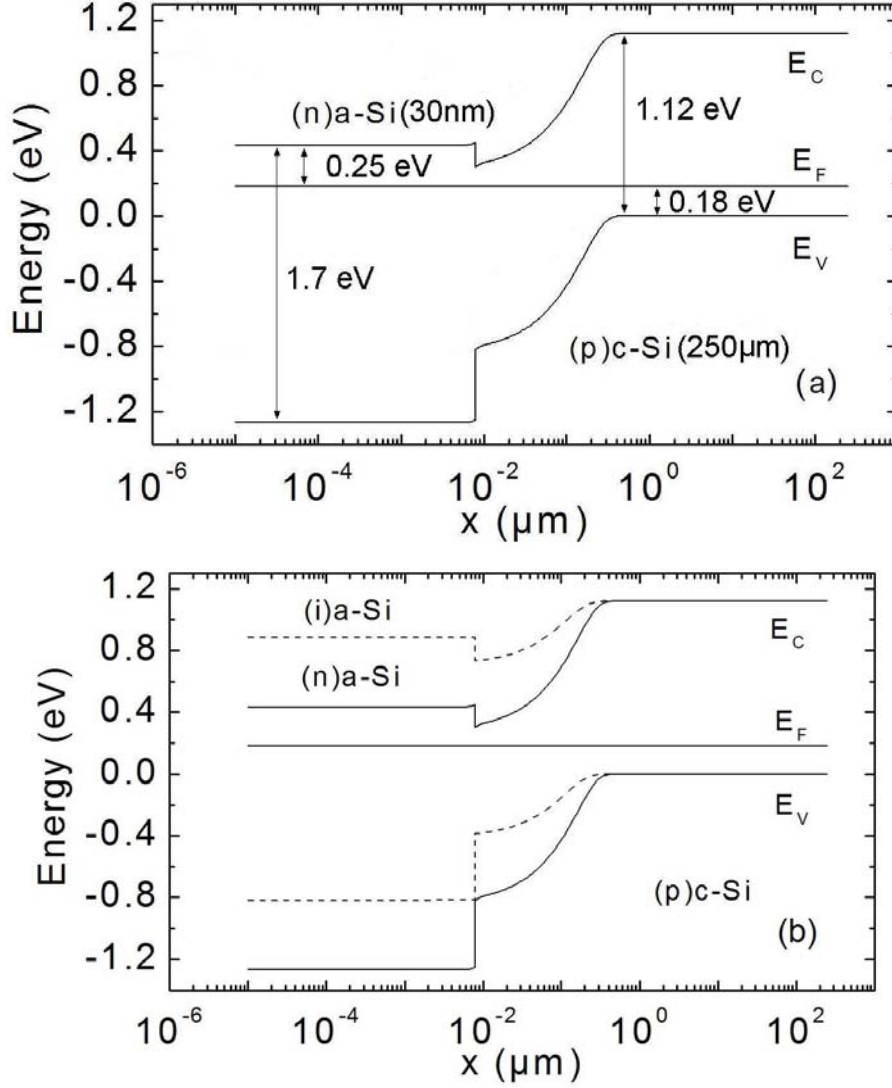 1.2
E_C
0.8
(n)a-Si(30nm)
1.12 eV
0.4
E_F
0.25 eV
0.18 eV
0.0
E_V
1.7 eV
-0.4
-0.8
(p)c-Si(250μm)
(a)
-1.2
Energy (eV)
10^-6 10^-4 10^-2 10^0 10^2
x (μm)
1.2
(i)a-Si
E_C
0.8
(n)a-Si
0.4
E_F
0.0
E_V
-0.4
-0.8
(p)c-Si
(b)
-1.2
Energy (eV)
10^-6 10^-4 10^-2 10^0 10^2
x (μm)